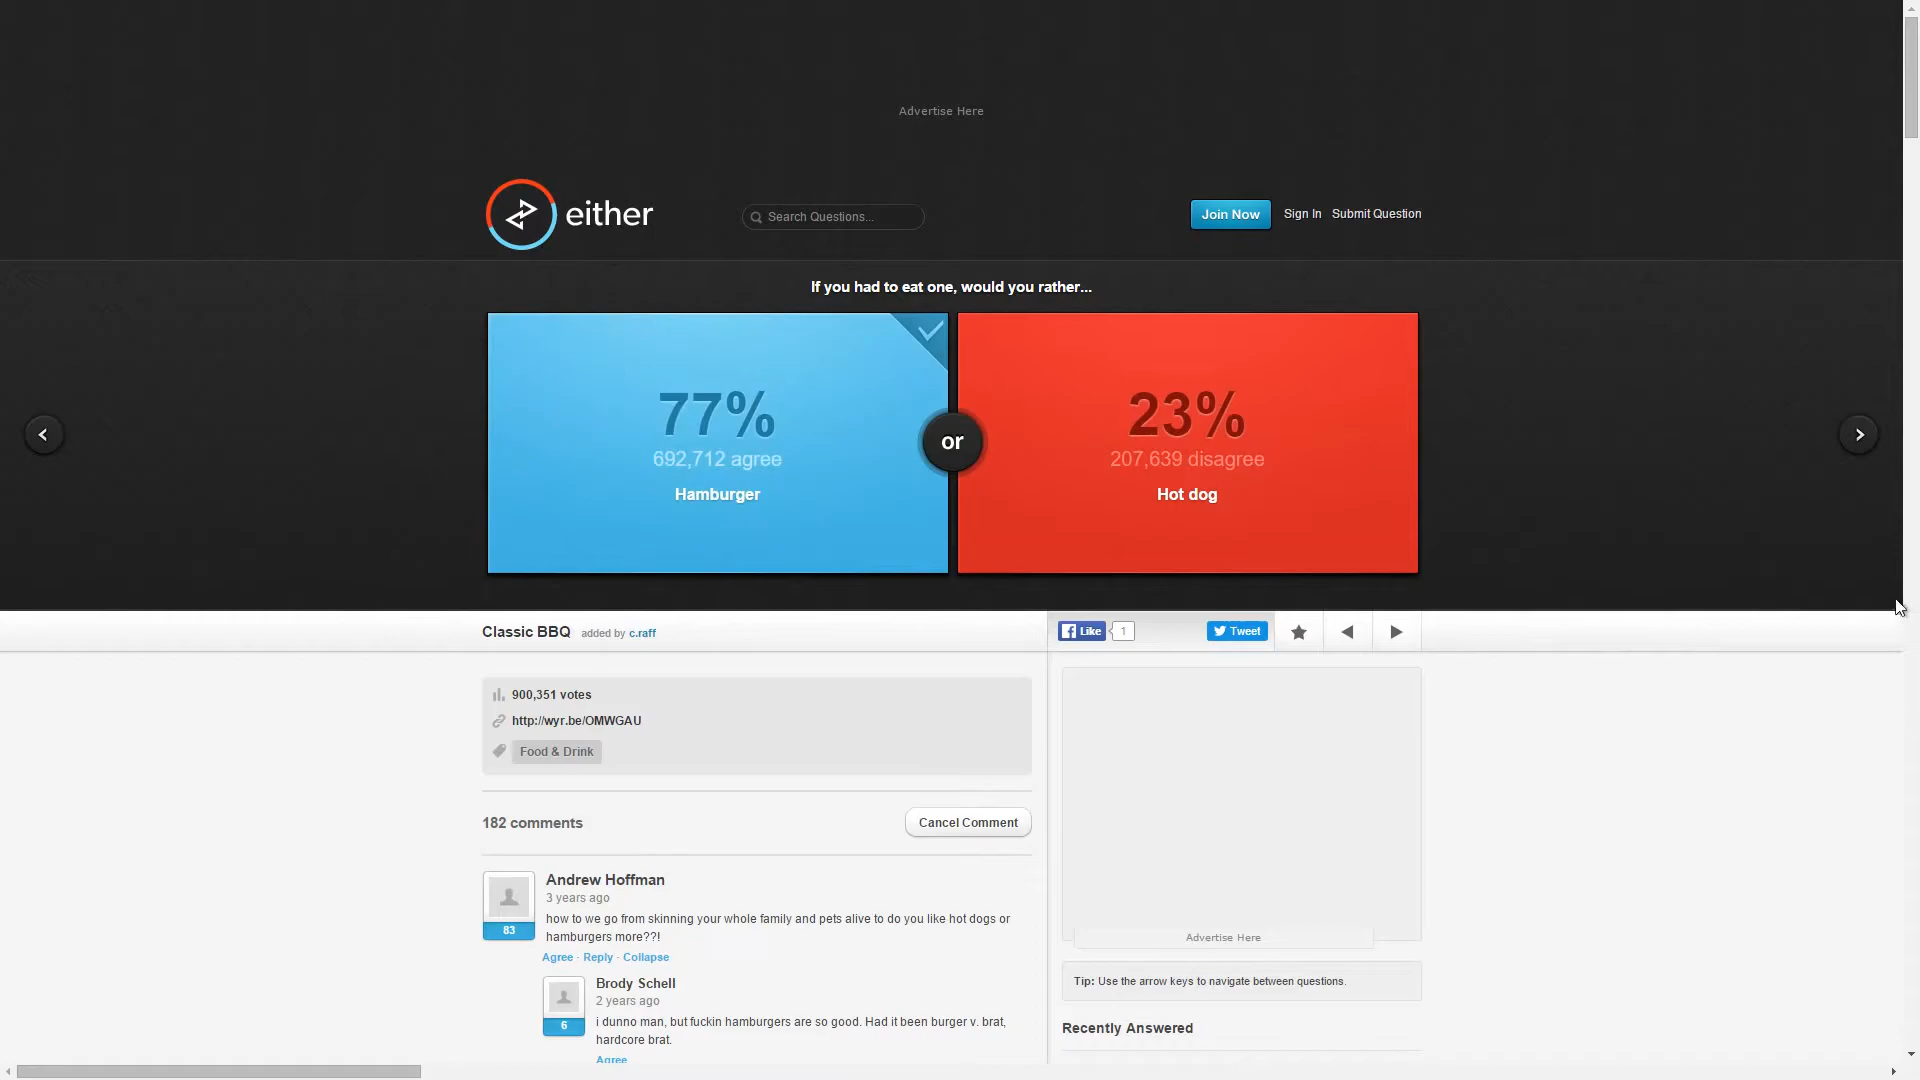 Advertise Here
either
Search Questions...
Join Now
Sign In
Submit Question
If you had to eat one, would you rather...
77%
692,712 agree
Hamburger
or
23%
207,639 disagree
Hot dog
Classic BBQ added by c.raff
Like
1
Tweet
900,351 votes
http://wyr.be/OMWGAU
Food & Drink
182 comments
Cancel Comment
Andrew Hoffman
3 years ago
83
how to we go from skinning your whole family and pets alive to do you like hot dogs or
hamburgers more??!
Agree - Reply - Collapse
Brody Schell
2 years ago
6
i dunno man, but fuckin hamburgers are so good. Had it been burger v. brat,
hardcore brat.
Agree
Advertise Here
Tip: Use the arrow keys to navigate between questions.
Recently Answered